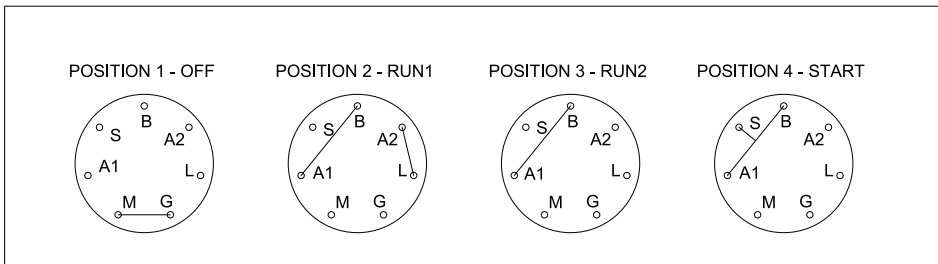 POSITION 1 - OFF
B
S
A2
A1
L
M G
POSITION 2 - RUN1
B
S
A2
A1
L
M G
POSITION 3 - RUN2
B
S
A2
A1
L
M G
POSITION 4 - START
B
S
A2
A1
L
M G